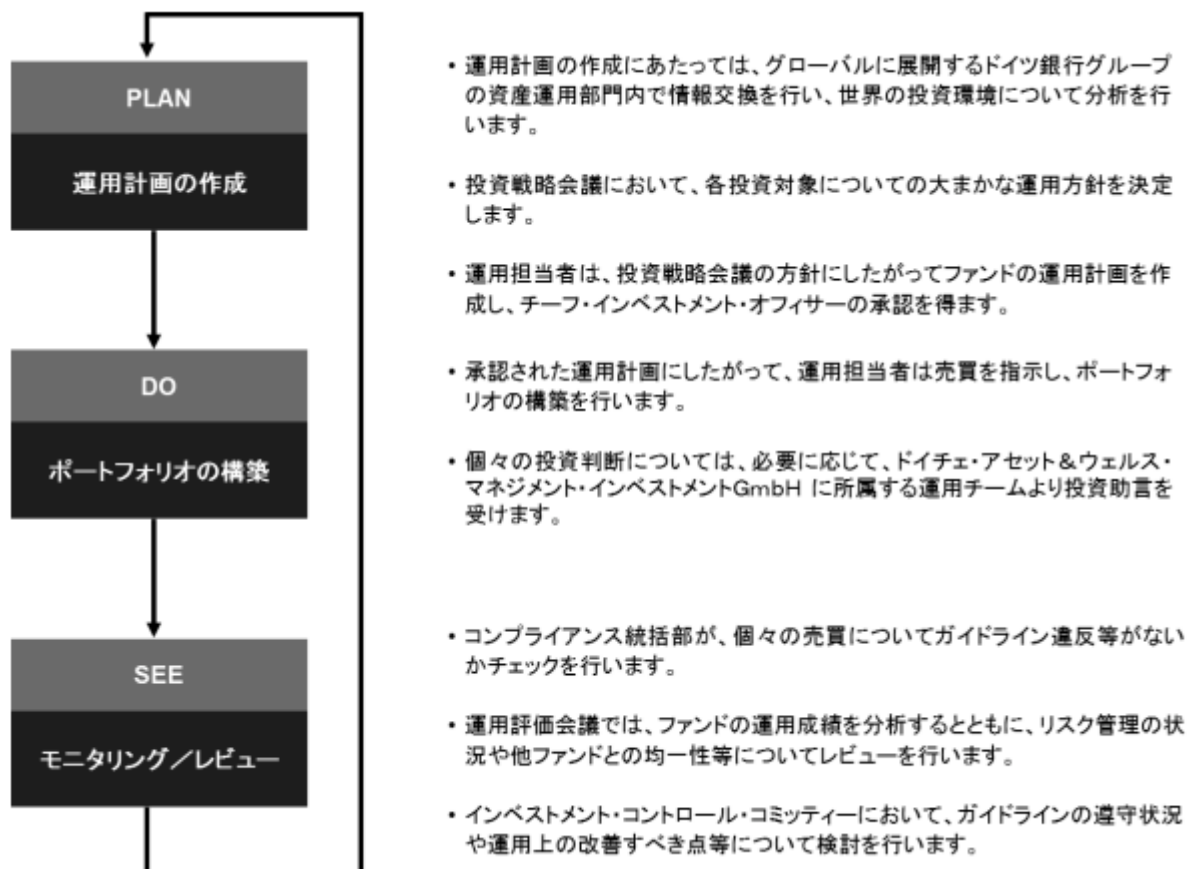 PLAN
運用計画の作成
・運用計画の作成にあたっては、グローバルに展開するドイツ銀行グループ
の資産運用部門内で情報交換を行い、世界の投資環境について分析を行
います。
・投資戦略会議において、各投資対象についての大まかな運用方針を決定
します。
・運用担当者は、投資戦略会議の方針にしたがってファンドの運用計画を作
成し、チーフ・インベストメント・オフィサーの承認を得ます。
DO
ポートフォリオの構築
・承認された運用計画にしたがって、運用担当者は売買を指示し、ポートフォ
リオの構築を行います。
・個々の投資判断については、必要に応じて、ドイチェ・アセット&ウェルス・
マネジメント・インベストメントGmbH に所属する運用チームより投資助言を
受けます。
SEE
モニタリング／レビュー
・コンプライアンス統括部が、個々の売買についてガイドライン違反等がない
かチェックを行います。
・運用評価会議では、ファンドの運用成績を分析するとともに、リスク管理の状
況や他ファンドとの均一性等についてレビューを行います。
・インベストメント・コントロール・コミッティーにおいて、ガイドラインの遵守状況
や運用上の改善すべき点等について検討を行います。